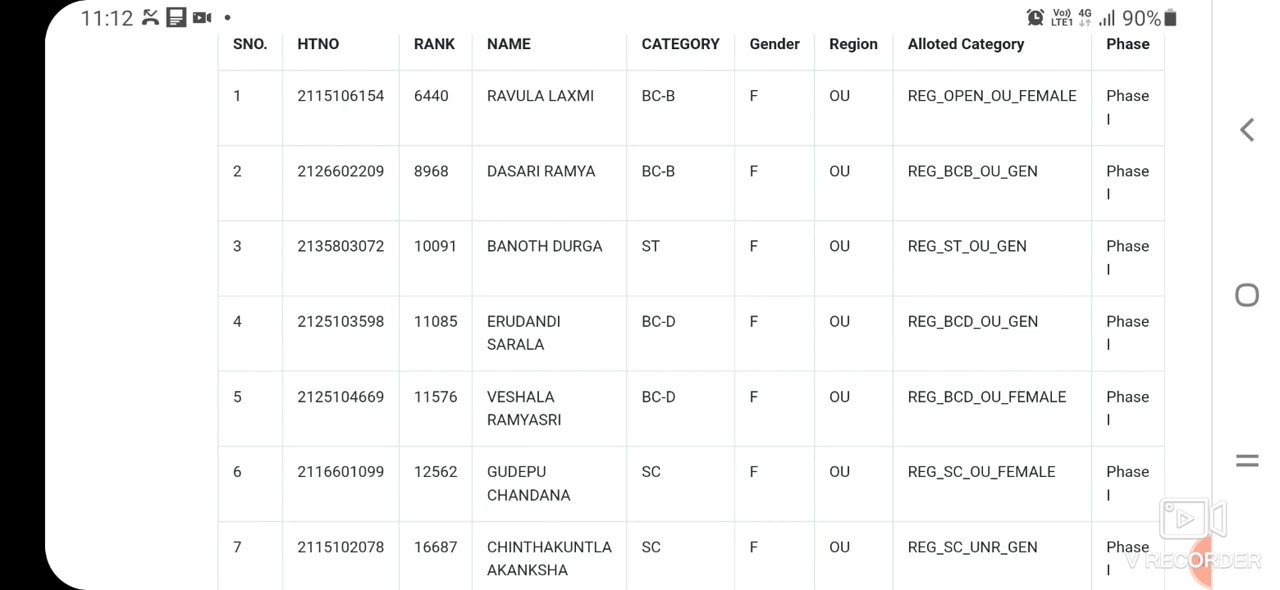 11:12 Vo)) 4G 90%
LTE1
SNO. HTNO RANK NAME CATEGORY Gender Region Alloted Category Phase
1 2115106154 6440 RAVULA LAXMI BC-B F OU REG_OPEN_OU_FEMALE Phase
I
2 2126602209 8968 DASARI RAMYA BC-B F OU REG_BCB_OU_GEN Phase
I
3 2135803072 10091 BANOTH DURGA ST F OU REG_ST_OU_GEN Phase
I
4 2125103598 11085 ERUDANDI BC-D F OU REG_BCD_OU_GEN Phase
SARALA I
5 2125104669 11576 VESHALA BC-D F OU REG_BCD_OU_FEMALE Phase
RAMYASRI I
6 2116601099 12562 GUDEPU SC F OU REG_SC_OU_FEMALE Phase
CHANDANA I
7 2115102078 16687 CHINTHAKUNTLA SC F OU REG_SC_UNR_GEN Phase
AKANKSHA I
V RECORDER